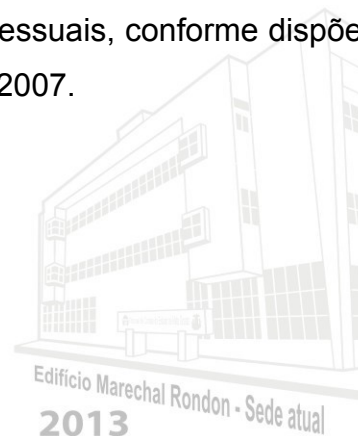 essuais, conforme dispõe
2007.
Edifício Marechal Rondon - Sede atual
2013